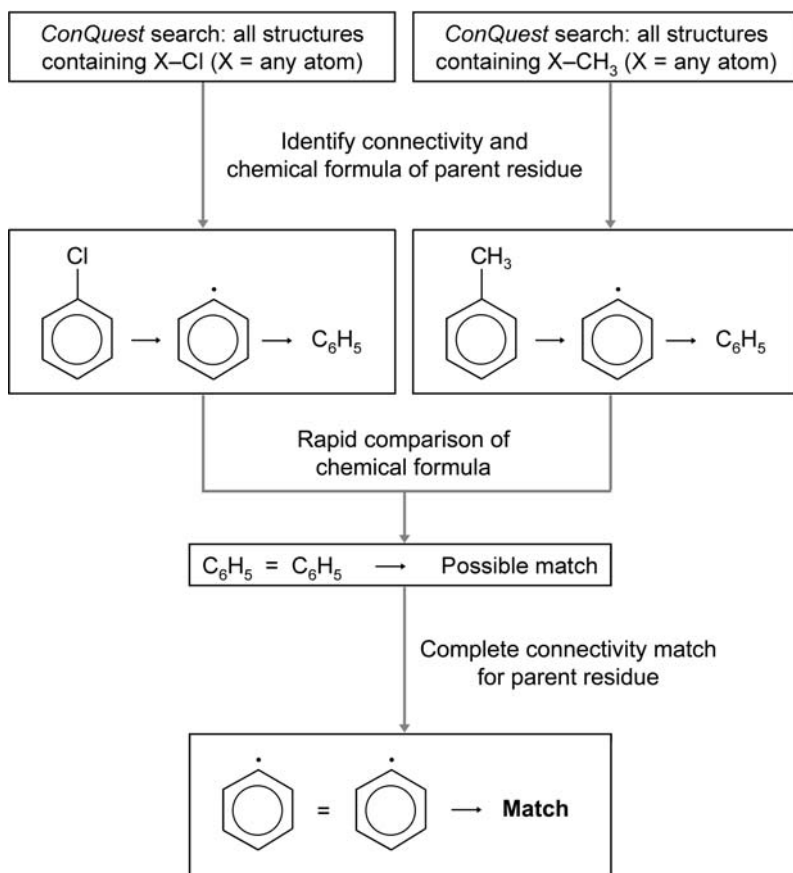 ConQuest search: all structures
containing X–Cl (X = any atom)
ConQuest search: all structures
containing X–CH₃ (X = any atom)
Identify connectivity and
chemical formula of parent residue
Cl
C₆H₅
CH₃
C₆H₅
Rapid comparison of
chemical formula
C₆H₅ = C₆H₅ → Possible match
Complete connectivity match
for parent residue
= → Match